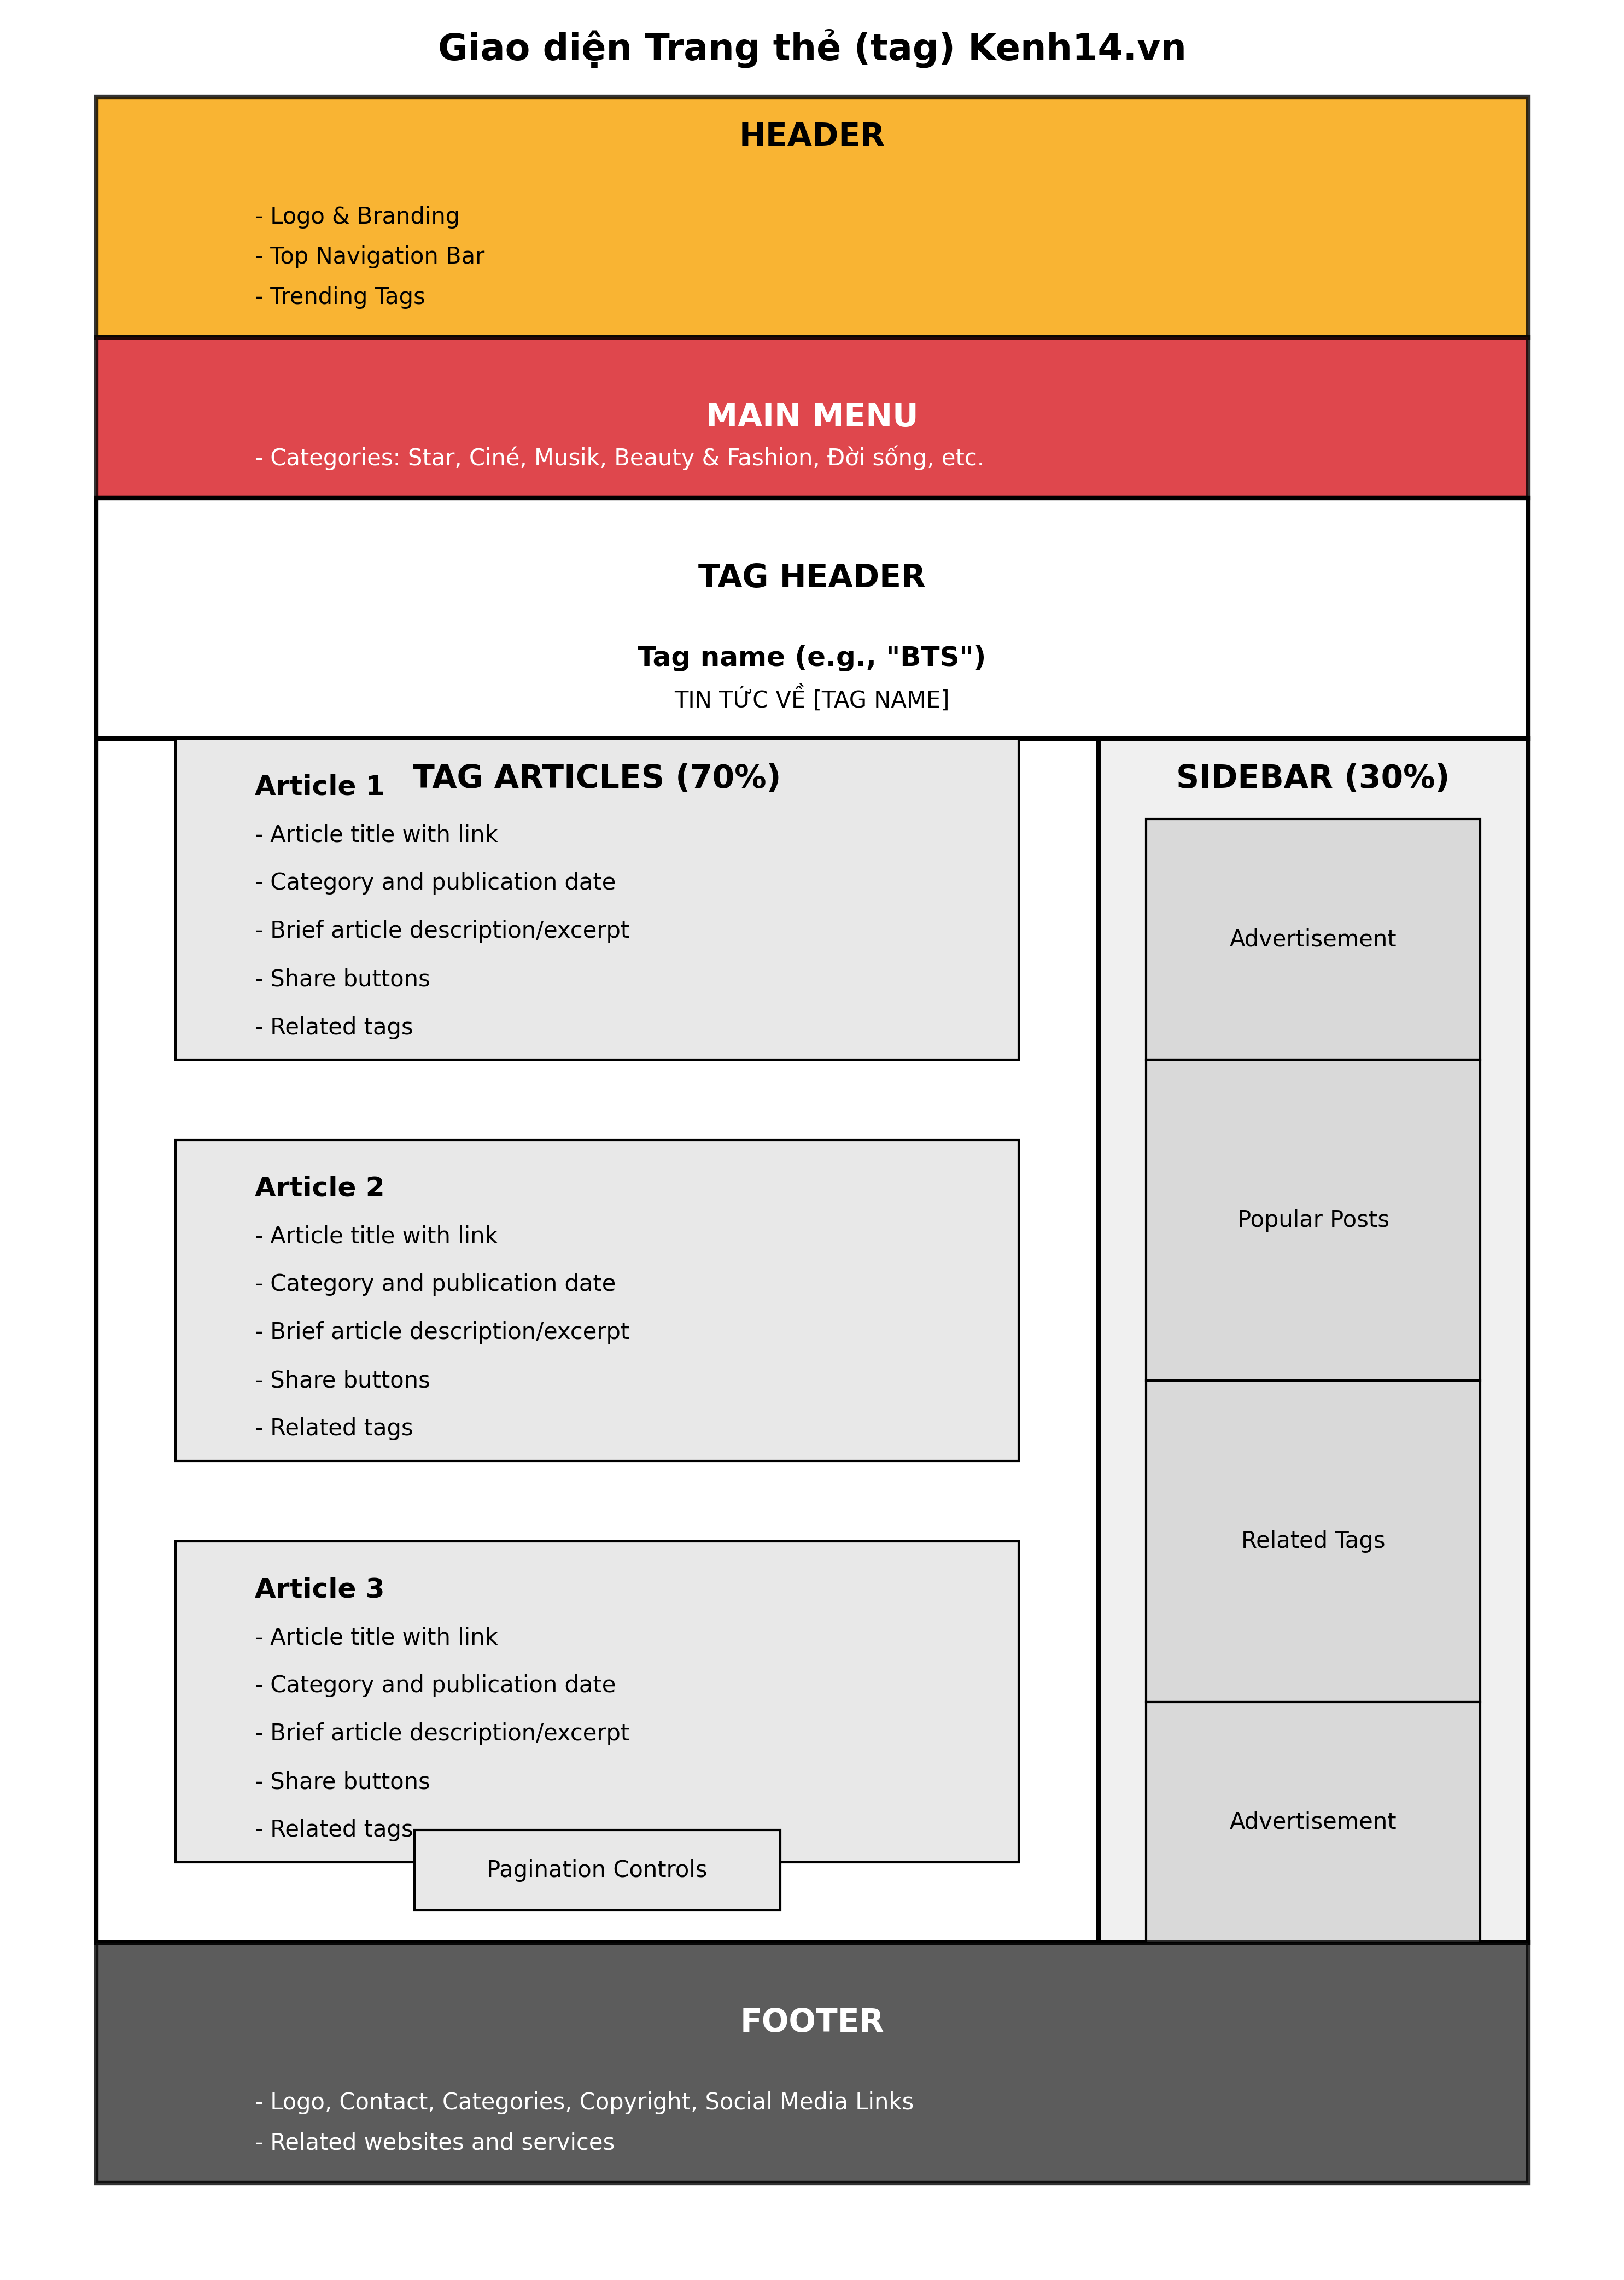 Giao diện Trang thẻ (tag) Kenh14.vn
HEADER
- Logo & Branding
- Top Navigation Bar
- Trending Tags
MAIN MENU
- Categories: Star, Ciné, Musik, Beauty & Fashion, Đời sống, etc.
TAG HEADER
Tag name (e.g., "BTS")
TIN TỨC VỀ [TAG NAME]
TAG ARTICLES (70%)
Article 1
- Article title with link
- Category and publication date
- Brief article description/excerpt
- Share buttons
- Related tags
Article 2
- Article title with link
- Category and publication date
- Brief article description/excerpt
- Share buttons
- Related tags
Article 3
- Article title with link
- Category and publication date
- Brief article description/excerpt
- Share buttons
- Related tags
Pagination Controls
SIDEBAR (30%)
Advertisement
Popular Posts
Related Tags
Advertisement
FOOTER
- Logo, Contact, Categories, Copyright, Social Media Links
- Related websites and services